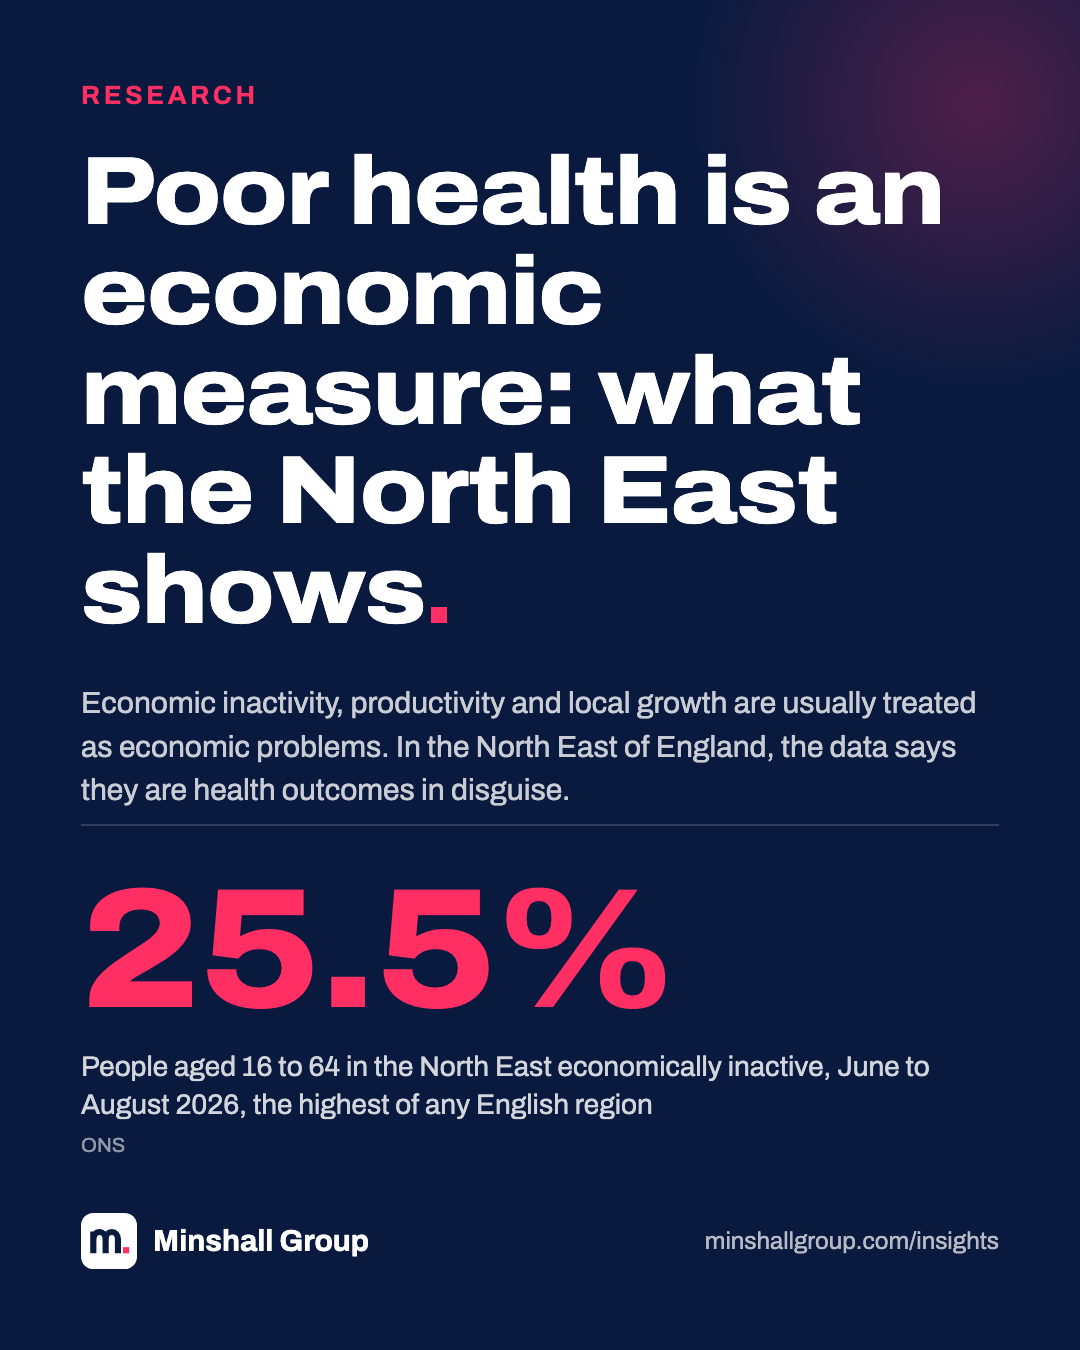 RESEARCH
Poor health is an
economic
measure: what
the North East
shows.
Economic inactivity, productivity and local growth are usually treated
as economic problems. In the North East of England, the data says
they are health outcomes in disguise.
25.5%
People aged 16 to 64 in the North East economically inactive, June to
August 2026, the highest of any English region
ONS
m. Minshall Group
minshallgroup.com/insights